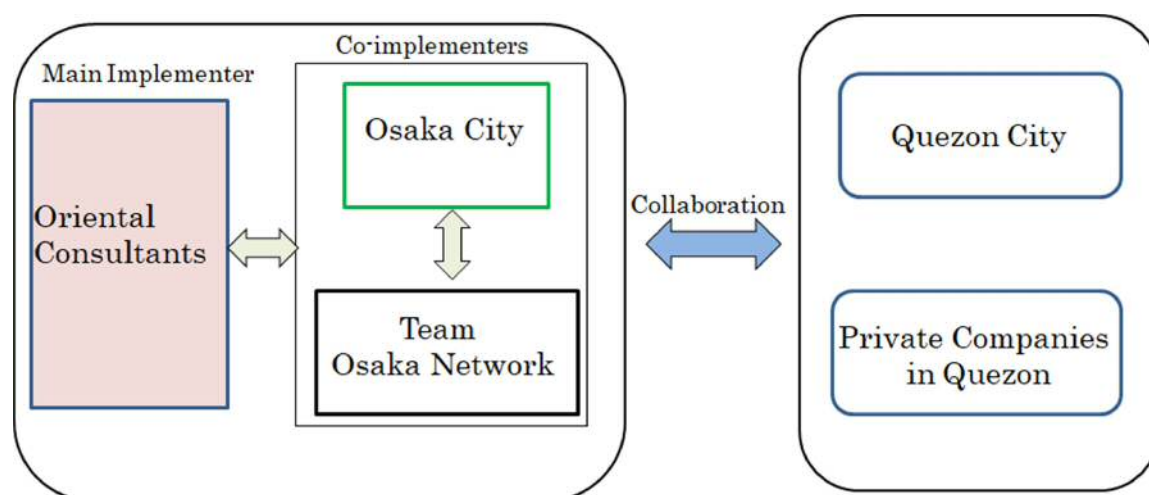 Main Implementer
Oriental
Consultants
Co-implementers
Osaka City
Team
Osaka Network
Collaboration
Quezon City
Private Companies
in Quezon